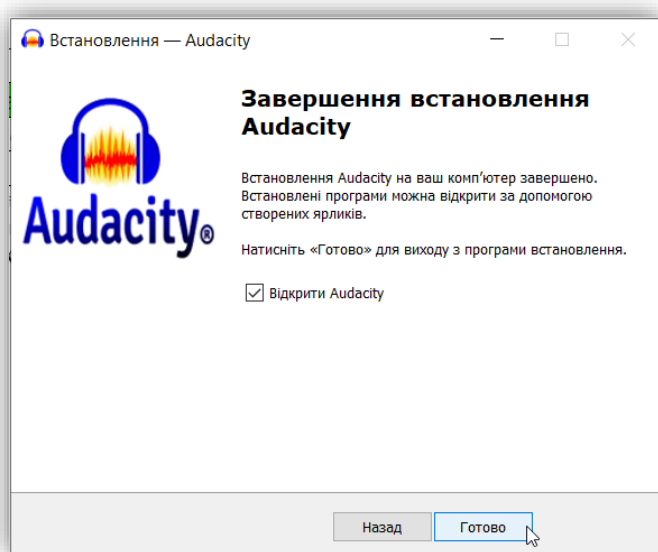 Встановлення — Audacity
Завершення встановлення
Audacity
Audacity®
Встановлення Audacity на ваш комп’ютер завершено.
Встановлені програми можна відкрити за допомогою
створених ярликів.
Натисніть «Готово» для виходу з програми встановлення.
Відкрити Audacity
Назад
Готово